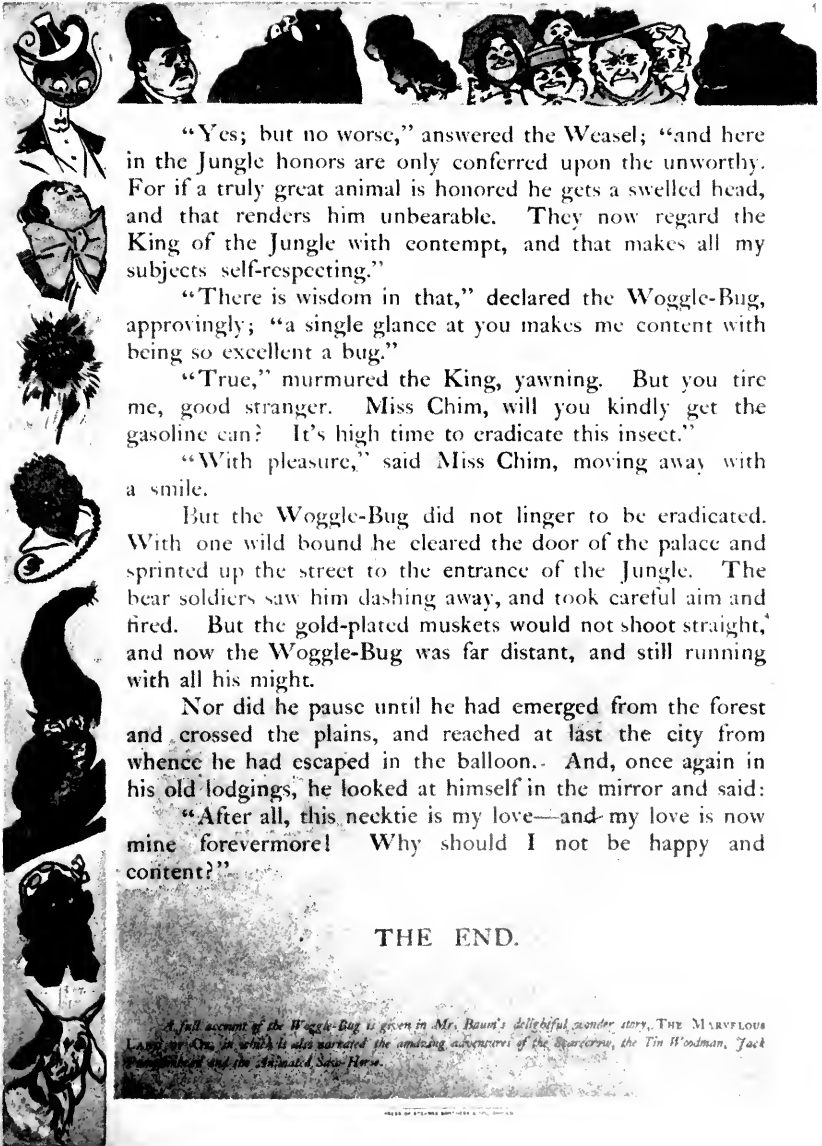 “Yes; but no worse,” answered the Weasel; “and here
in the Jungle honors are only conferred upon the unworthy.
For if a truly great animal is honored he gets a swelled head,
and that renders him unbearable. They now regard the
King of the Jungle with contempt, and that makes all my
subjects self-respecting.”
“There is wisdom in that,” declared the Woggle-Bug,
approvingly; “a single glance at you makes me content with
being so excellent a bug.”
“True,” murmured the King, yawning. But you tire
me, good stranger. Miss Chim, will you kindly get the
gasoline can? It's high time to eradicate this insect.”
“With pleasure,” said Miss Chim, moving away with
a smile.
But the Woggle-Bug did not linger to be eradicated.
With one wild bound he cleared the door of the palace and
sprinted up the street to the entrance of the Jungle. The
bear soldiers saw him dashing away, and took careful aim and
fired. But the gold-plated muskets would not shoot straight,
and now the Woggle-Bug was far distant, and still running
with all his might.
Nor did he pause until he had emerged from the forest
and crossed the plains, and reached at last the city from
whence he had escaped in the balloon. And, once again in
his old lodgings, he looked at himself in the mirror and said:
“After all, this necktie is my love—and my love is now
mine forevermore! Why should I not be happy and
content?”
THE END.
A full account of the Woggle-Bug is given in Mr. Baum's delightful wonder story, THE MARVELOUS
LAND OF OZ, in which is also narrated the amazing adventures of the Scarecrow, the Tin Woodman, Jack
and the Animated Saw-Horse.